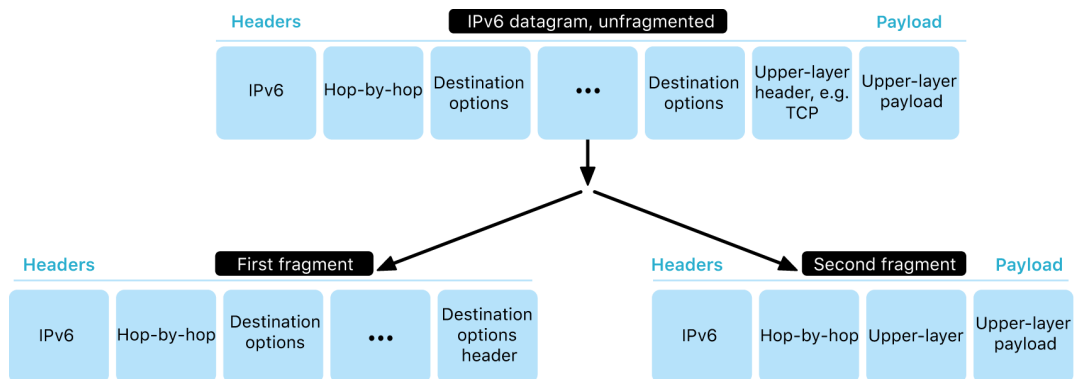 Headers
IPv6 datagram, unfragmented
Payload
IPv6
Hop-by-hop
Destination
options
...
Destination
options
Upper-layer
header, e.g.
TCP
Upper-layer
payload
Headers
First fragment
IPv6
Hop-by-hop
Destination
options
...
Destination
options
header
Headers
Second fragment
Payload
IPv6
Hop-by-hop
Upper-layer
Upper-layer
payload